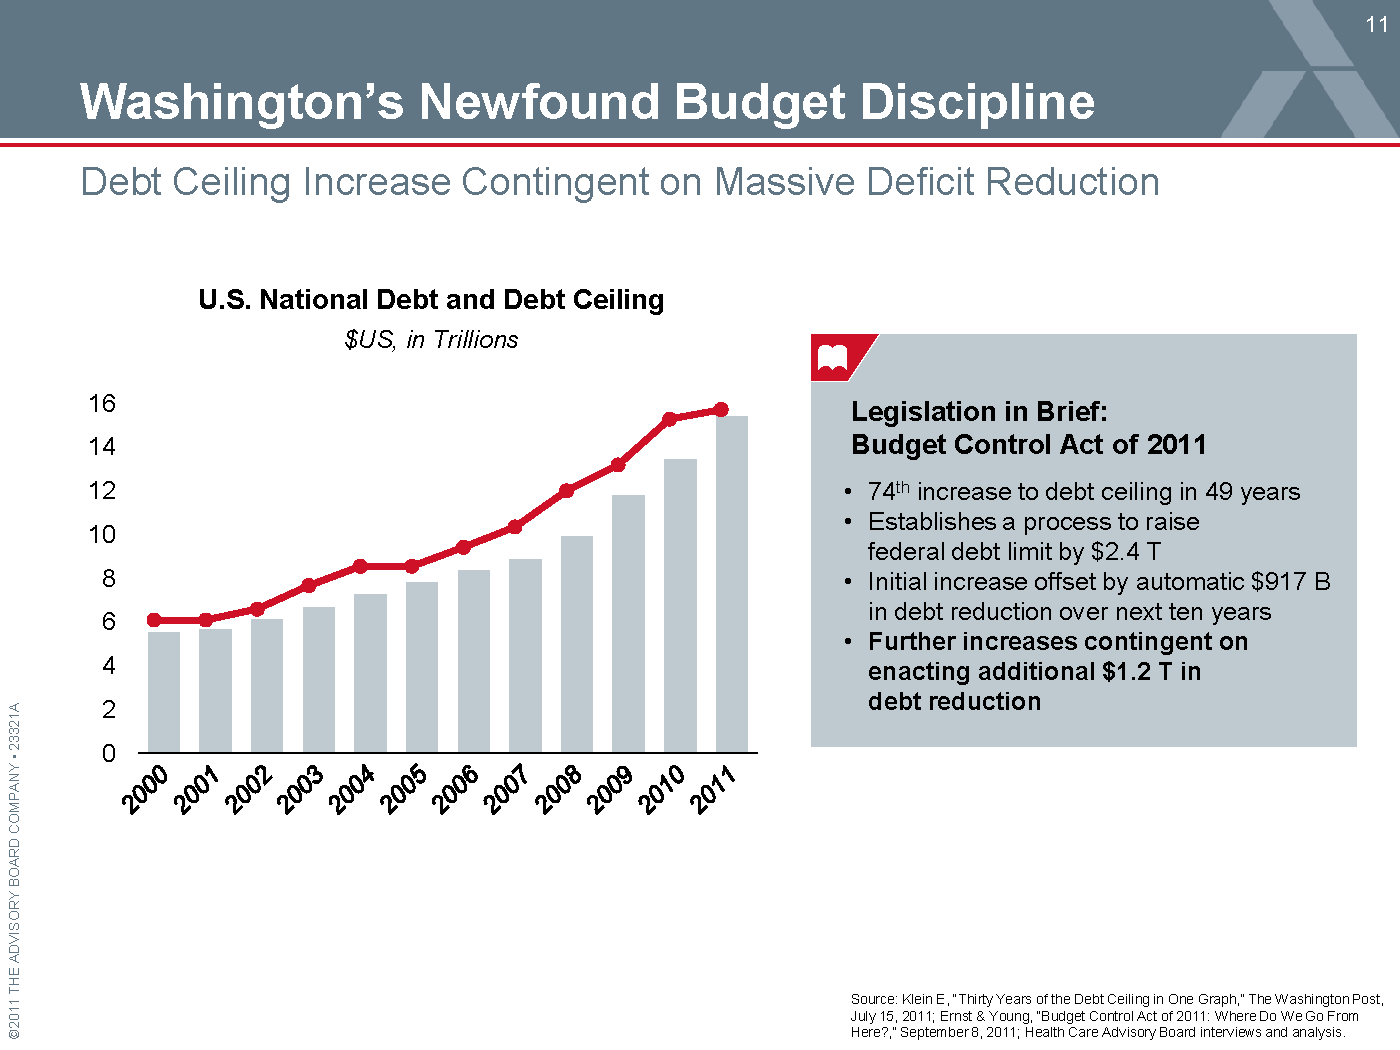 11
Washington’s Newfound Budget Discipline
Debt Ceiling Increase Contingent on Massive Deficit Reduction
U.S. National Debt and Debt Ceiling
$US, in Trillions
16
14
12
10
8
6
4
2
0
2000 2001 2002 2003 2004 2005 2006 2007 2008 2009 2010 2011
Legislation in Brief:
Budget Control Act of 2011
• 74th increase to debt ceiling in 49 years
• Establishes a process to raise
federal debt limit by $2.4 T
• Initial increase offset by automatic $917 B
in debt reduction over next ten years
• Further increases contingent on
enacting additional $1.2 T in
debt reduction
©2011 THE ADVISORY BOARD COMPANY • 23321A
Source: Klein E, “Thirty Years of the Debt Ceiling in One Graph,” The Washington Post,
July 15, 2011; Ernst & Young, “Budget Control Act of 2011: Where Do We Go From
Here?,” September 8, 2011; Health Care Advisory Board interviews and analysis.